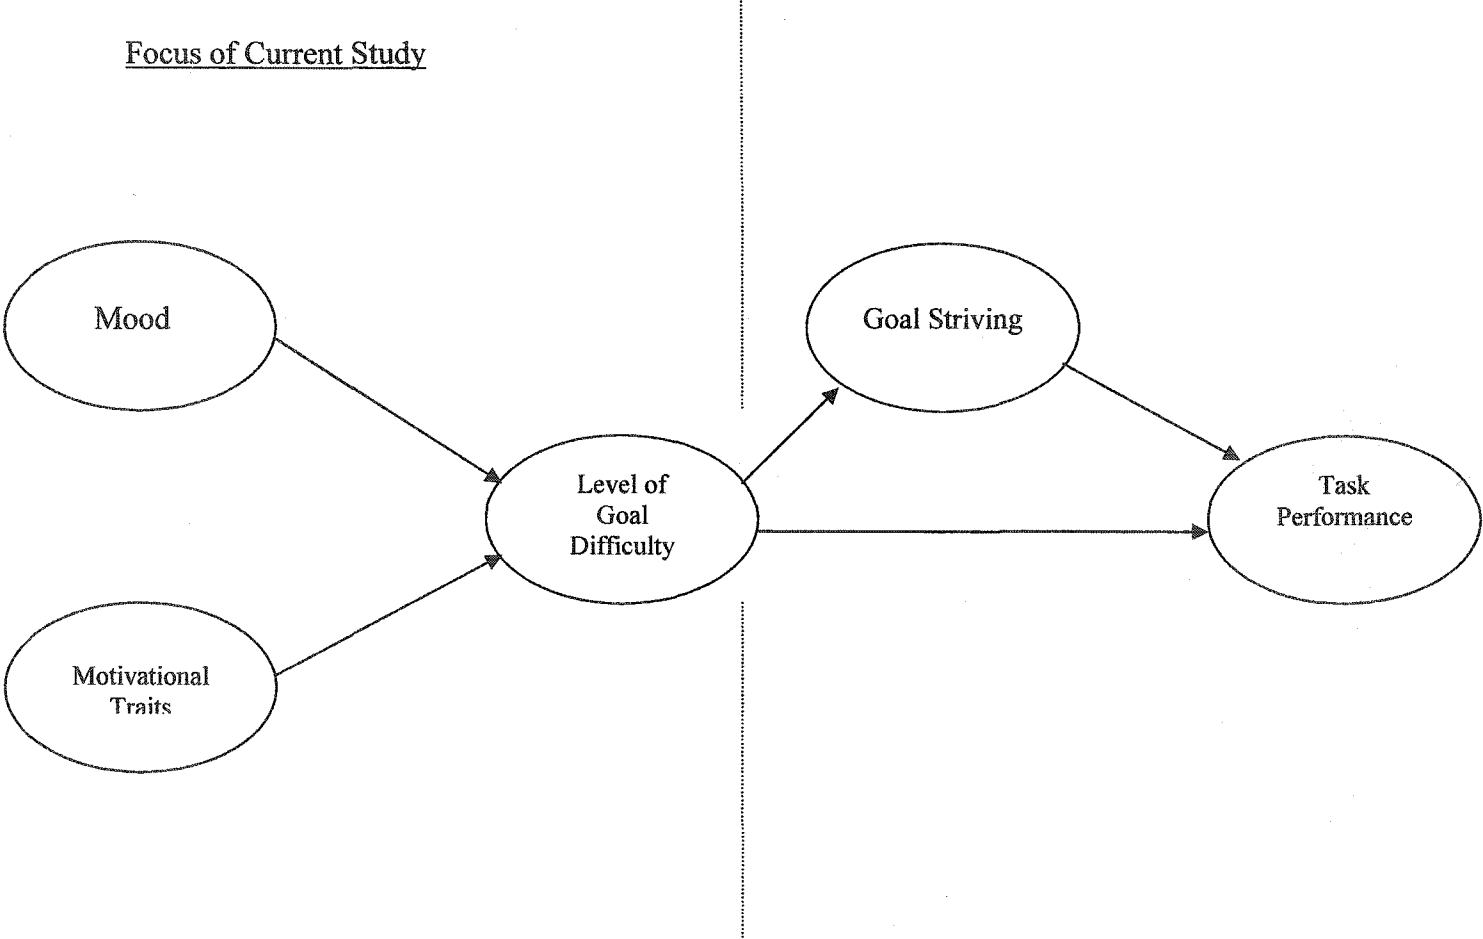 Focus of Current Study
Mood
Goal Striving
Level of
Goal
Difficulty
Task
Performance
Motivational
Traits